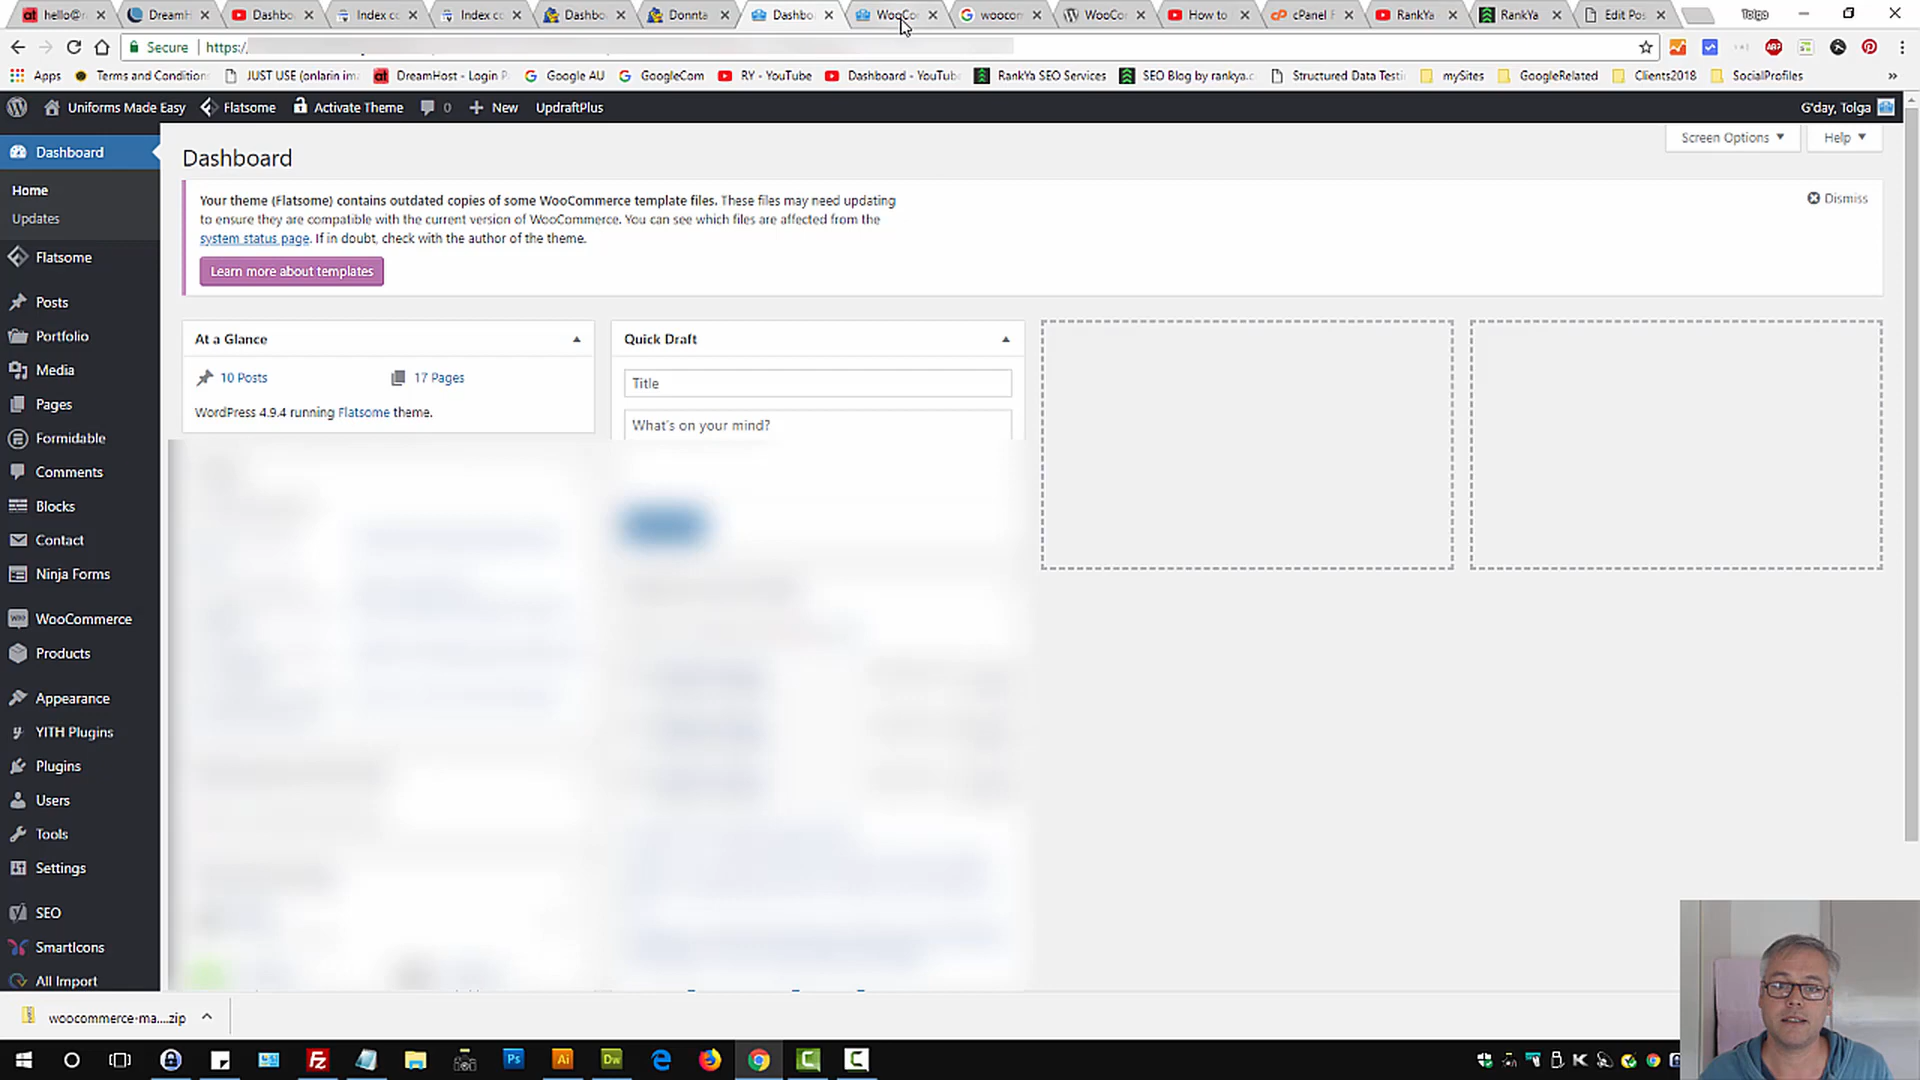 hello@r
DreamH
Dashbo
Index co
Index co
Dashbo
Donnta
Dashbo
WooCo
woocon
WooCor
How to
cPanel F
RankYa
RankYa
Edit Pos
Tolga
Secure
https:/
Apps
Terms and Condition
JUST USE (onlarin im
DreamHost - Login P
Google AU
GoogleCom
RY - YouTube
Dashboard - YouTub
RankYa SEO Services
SEO Blog by rankya.c
Structured Data Testi
mySites
GoogleRelated
Clients2018
SocialProfiles
»
Uniforms Made Easy
Flatsome
Activate Theme
0
New
UpdraftPlus
G'day, Tolga
Screen Options
Help
Dashboard
Home
Updates
Flatsome
Posts
Portfolio
Media
Pages
Formidable
Comments
Blocks
Contact
Ninja Forms
WooCommerce
Products
Appearance
YITH Plugins
Plugins
Users
Tools
Settings
SEO
SmartIcons
All Import
Dashboard
Your theme (Flatsome) contains outdated copies of some WooCommerce template files. These files may need updating
to ensure they are compatible with the current version of WooCommerce. You can see which files are affected from the
system status page. If in doubt, check with the author of the theme.
Dismiss
Learn more about templates
At a Glance
10 Posts
17 Pages
WordPress 4.9.4 running Flatsome theme.
Quick Draft
Title
What's on your mind?
woocommerce-ma....zip